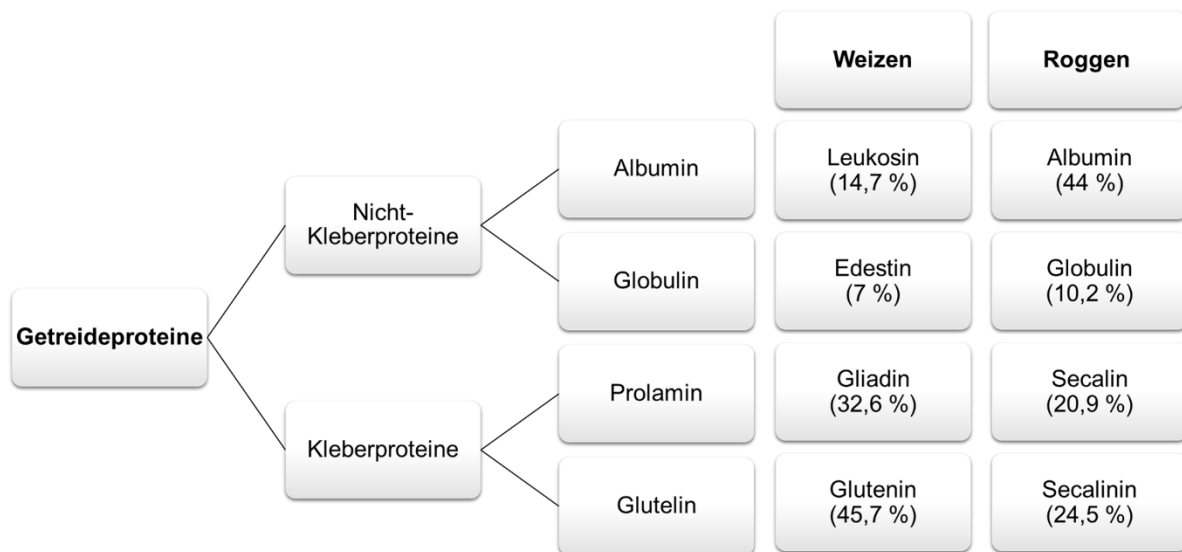 Weizen
Roggen
Albumin
Leukosin
(14,7 %)
Albumin
(44 %)
Nicht-
Kleberproteine
Globulin
Edestin
(7 %)
Globulin
(10,2 %)
Getreideproteine
Prolamin
Gliadin
(32,6 %)
Secalin
(20,9 %)
Kleberproteine
Glutelin
Glutenin
(45,7 %)
Secalinin
(24,5 %)